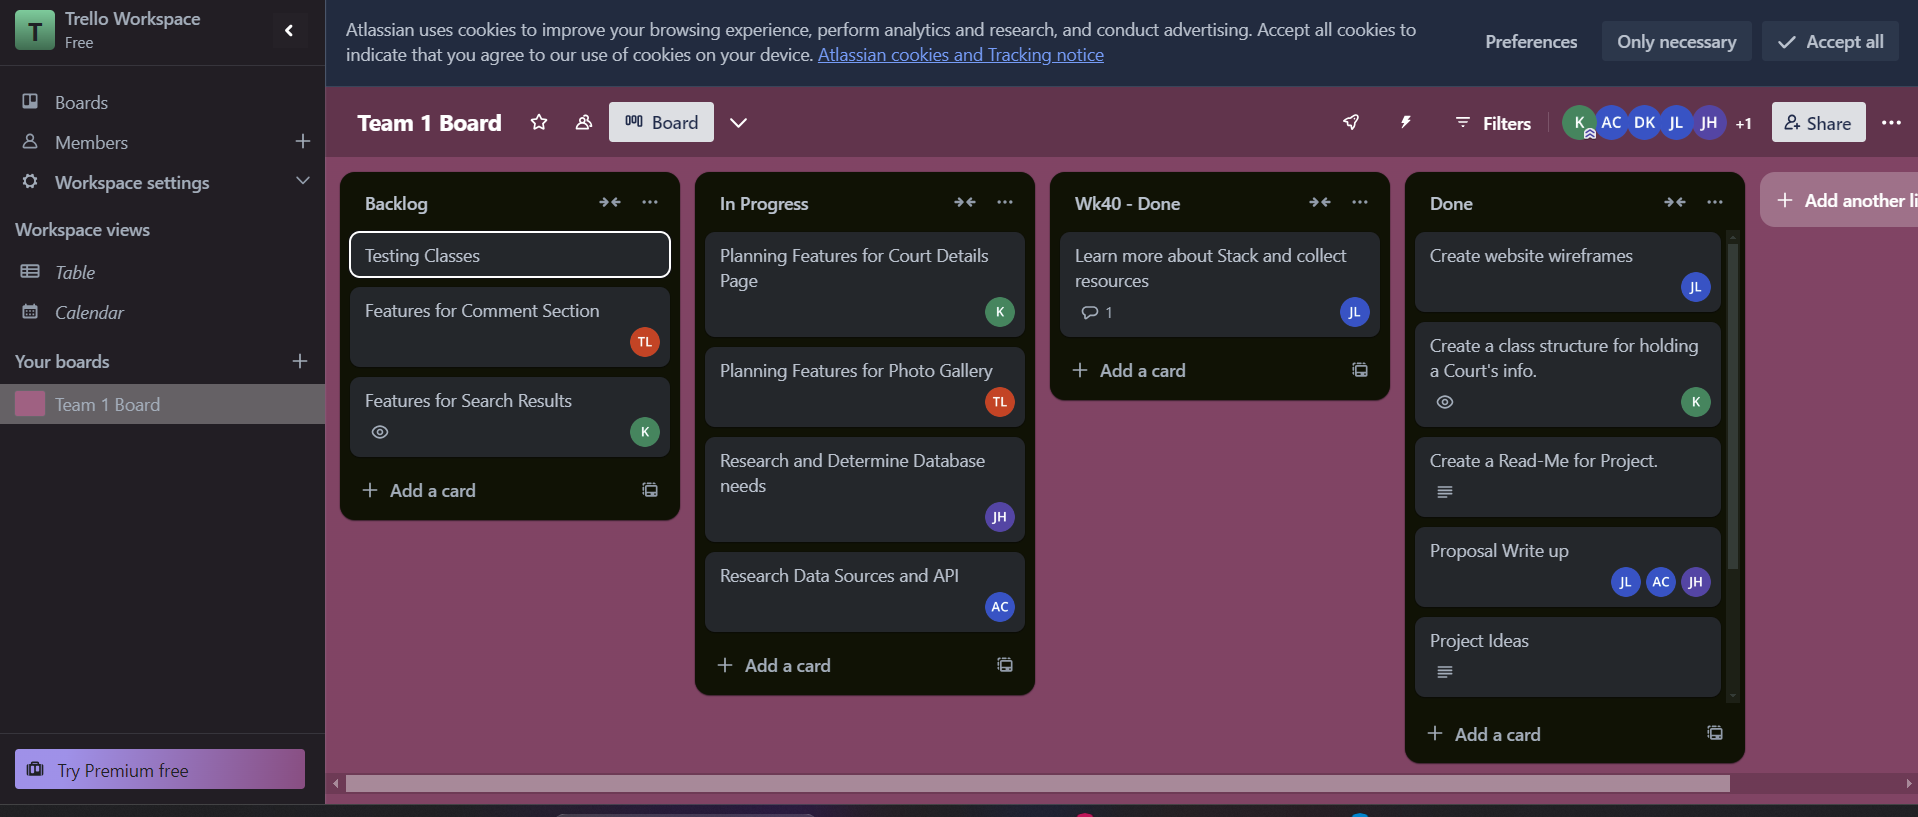 T
Trello Workspace
Free
Boards
Members
Workspace settings
Workspace views
Table
Calendar
Your boards
Team 1 Board
Try Premium free
Atlassian uses cookies to improve your browsing experience, perform analytics and research, and conduct advertising. Accept all cookies to
indicate that you agree to our use of cookies on your device. Atlassian cookies and Tracking notice
Preferences
Only necessary
Accept all
Team 1 Board
Board
Filters
K AC DK JL JH +1
Share
Backlog
Testing Classes
Features for Comment Section
TL
Features for Search Results
K
Add a card
In Progress
Planning Features for Court Details
Page
K
Planning Features for Photo Gallery
TL
Research and Determine Database
needs
JH
Research Data Sources and API
AC
Add a card
Wk40 - Done
Learn more about Stack and collect
resources
1
JL
Add a card
Done
Create website wireframes
JL
Create a class structure for holding
a Court's info.
K
Create a Read-Me for Project.
Proposal Write up
JL AC JH
Project Ideas
Add a card
Add another li